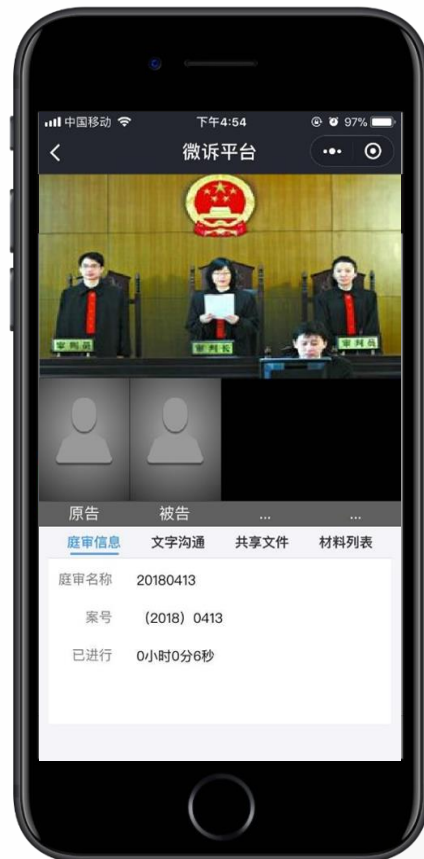 中国移动 下午4:54 97%
微诉平台
审判员 审判长 审判员
原告 被告 ... ...
庭审信息 文字沟通 共享文件 材料列表
庭审名称 20180413
案号 (2018) 0413
已进行 0小时0分6秒